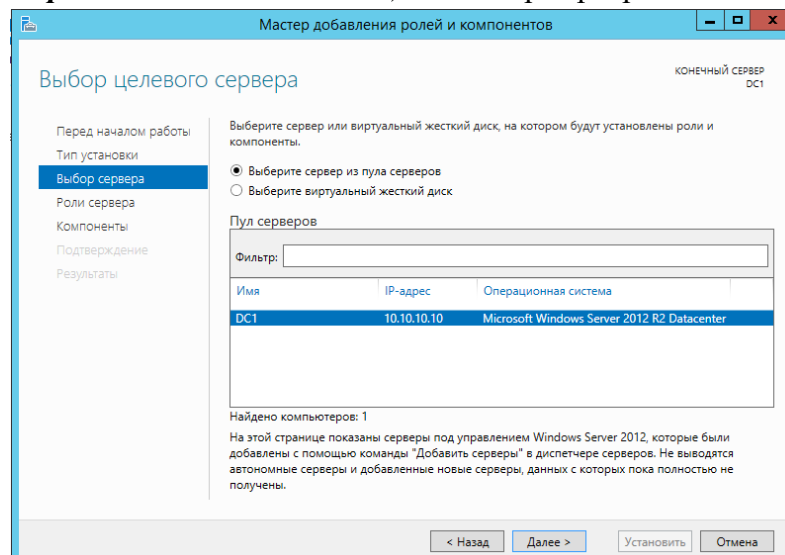 Мастер добавления ролей и компонентов
Выбор целевого сервера
КОНЕЧНЫЙ СЕРВЕР
DC1
Перед началом работы
Тип установки
Выбор сервера
Роли сервера
Компоненты
Подтверждение
Результаты
Выберите сервер или виртуальный жесткий диск, на котором будут установлены роли и
компоненты.
Выберите сервер из пула серверов
Выберите виртуальный жесткий диск
Пул серверов
Фильтр:
Имя IP-адрес Операционная система
DC1 10.10.10.10 Microsoft Windows Server 2012 R2 Datacenter
Найдено компьютеров: 1
На этой странице показаны серверы под управлением Windows Server 2012, которые были
добавлены с помощью команды "Добавить серверы" в диспетчере серверов. Не выводятся
автономные серверы и добавленные новые серверы, данных с которых пока полностью не
получены.
< Назад Далее > Установить Отмена